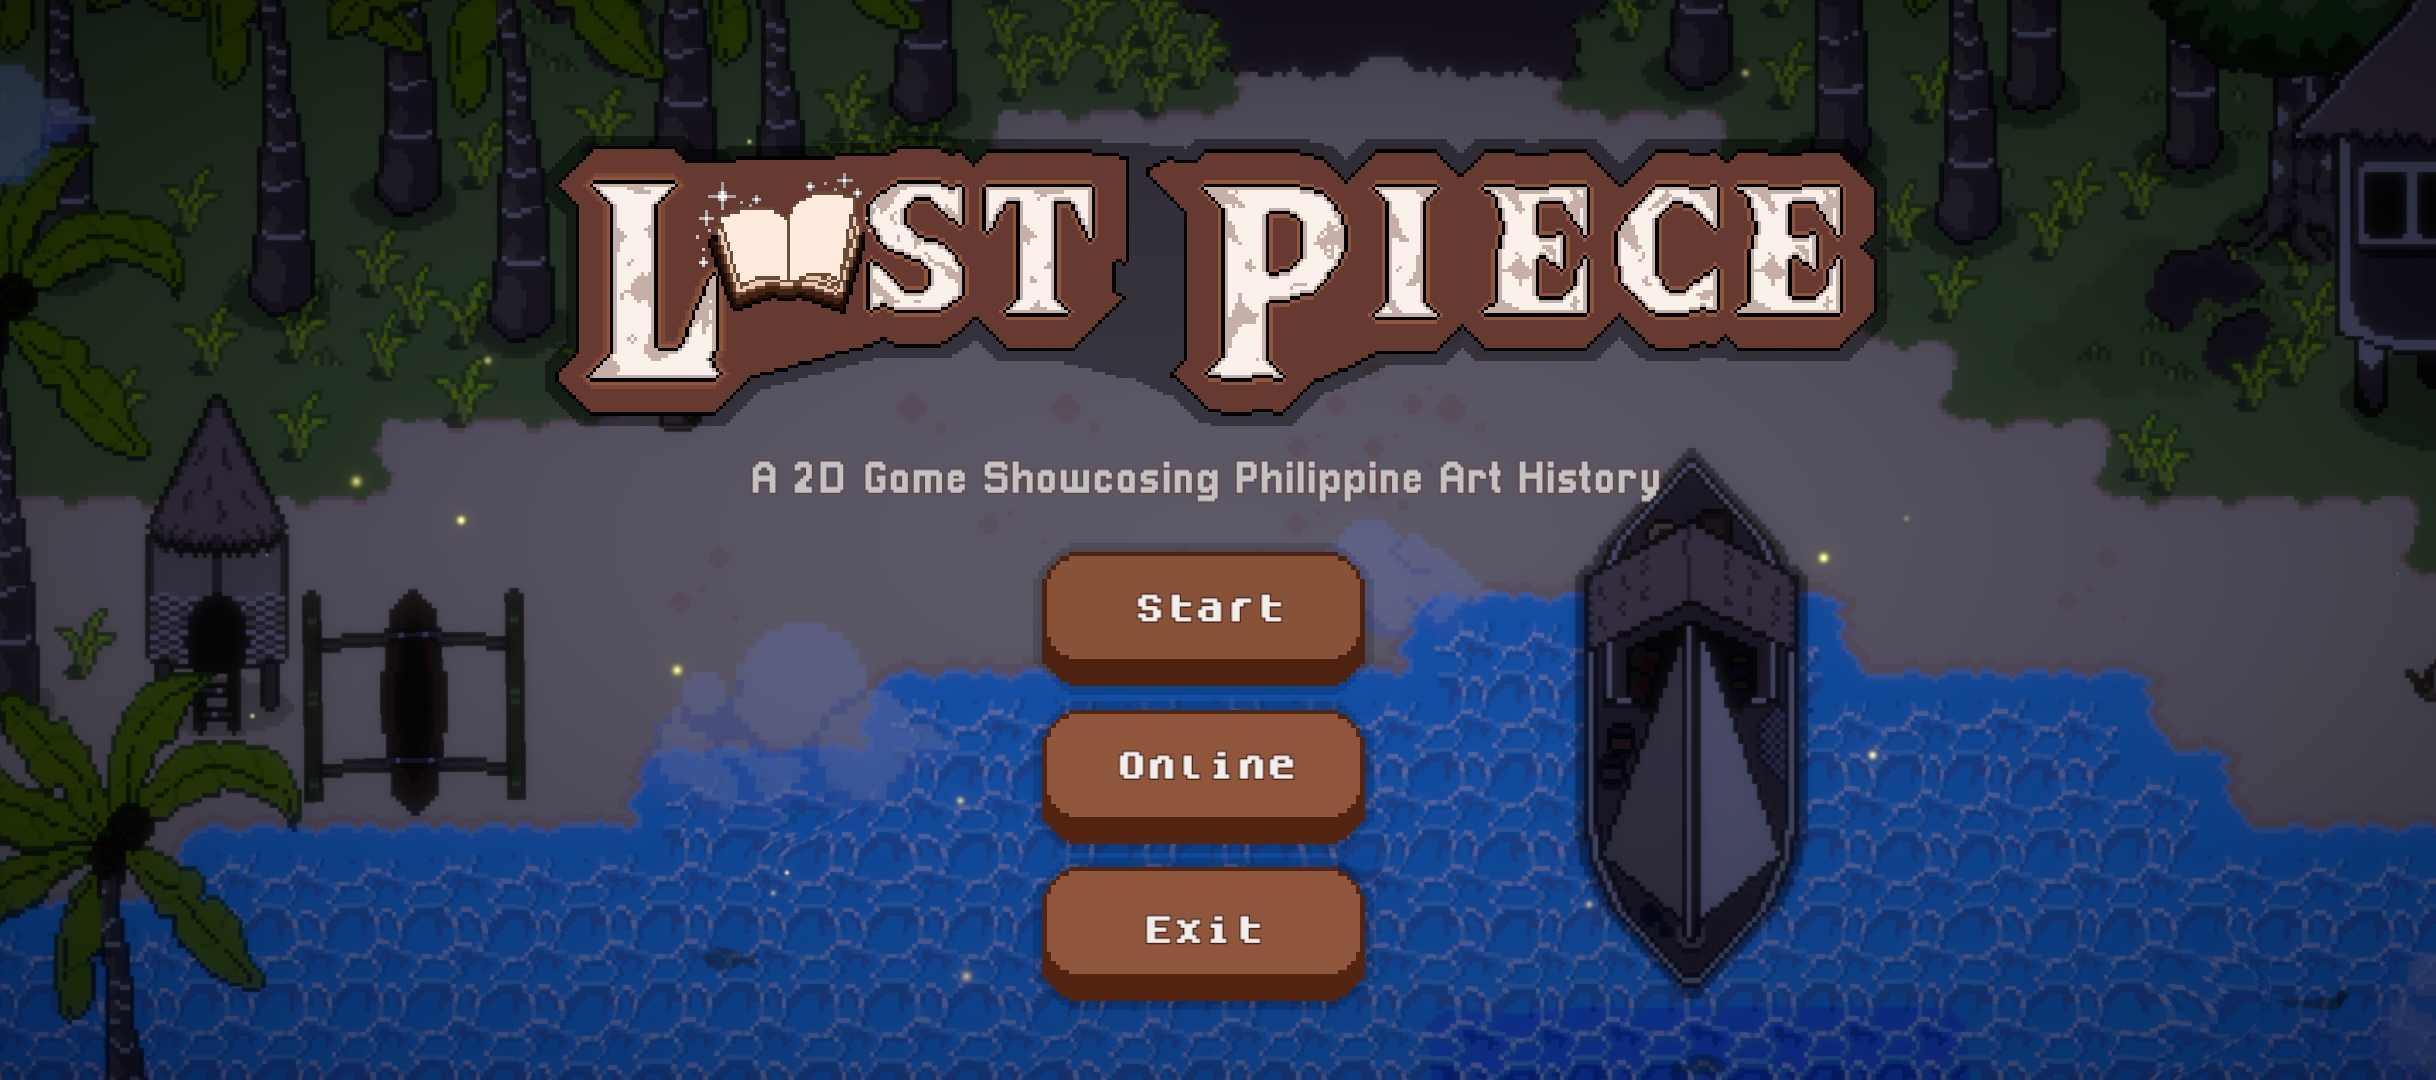 LOST PIECE
A 2D Game Showcasing Philippine Art History
Start
Online
Exit